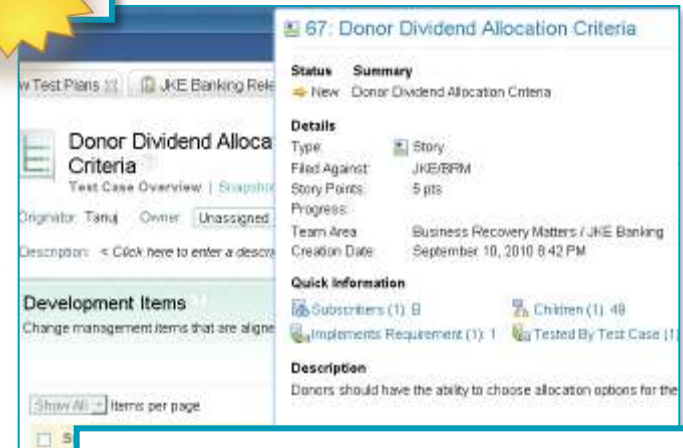 67: Donor Dividend Allocation Criteria
Status Summary
New Donor Dividend Allocation Criteria
Details
Type: Story
Filed Against: JKE/BRM
Story Points: 5 pts
Progress:
Team Area: Business Recovery Matters / JKE Banking
Creation Date: September 10, 2010 8:42 PM
Quick Information
Subscribers (1): B
Children (1): 49
Implements Requirement (1): 1
Tested By Test Case (1)
Description
Donors should have the ability to choose allocation options for the
w Test Plans
JKE Banking Rele
Donor Dividend Alloca
Criteria
Test Case Overview | Snapshot
Originator: Tanuj Owner: Unassigned
Description: < Click here to enter a descri
Development Items
Change management items that are aligne
Show All items per page
S